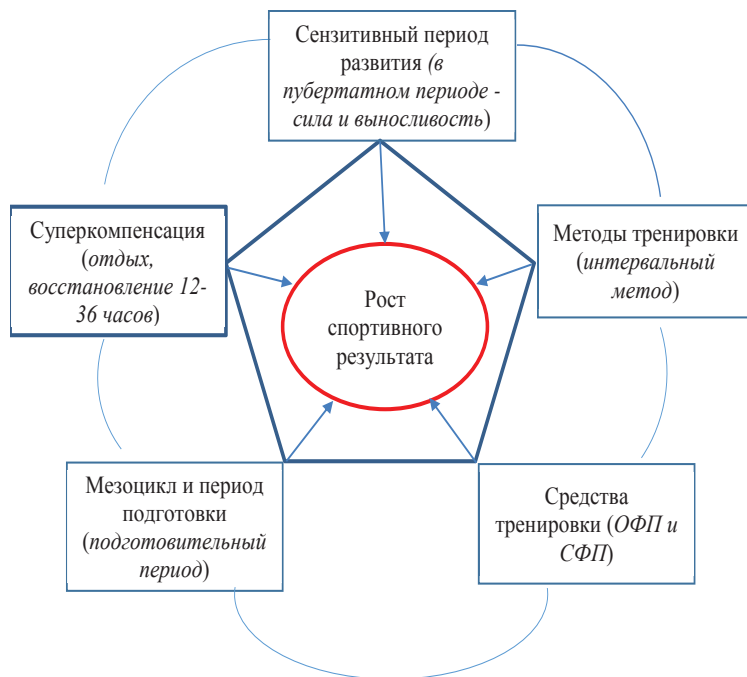 Сензитивный период
развития (в
пубертатном периоде -
сила и выносливость)
Суперкомпенсация
(отдых,
восстановление 12-
36 часов)
Методы тренировки
(интервальный
метод)
Рост
спортивного
результата
Мезоцикл и период
подготовки
(подготовительный
период)
Средства
тренировки (ОФП и
СФП)